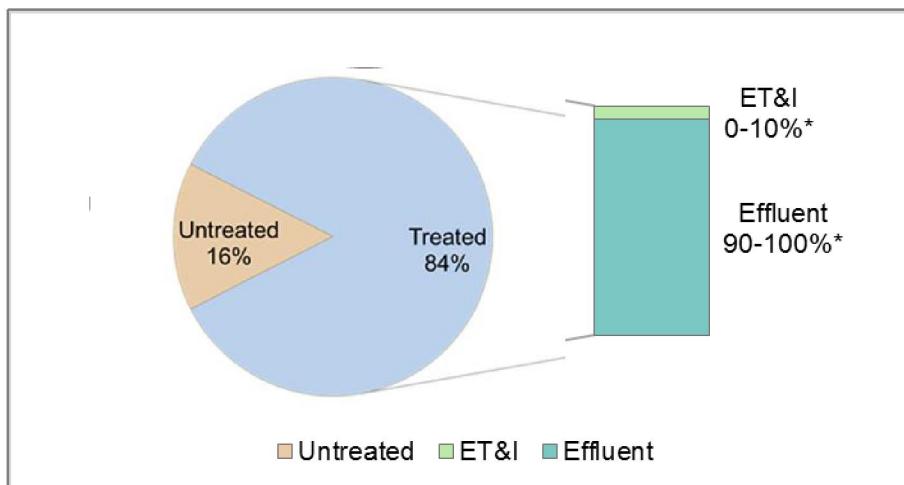 ET&I
0-10%*
Untreated
16%
Treated
84%
Effluent
90-100%*
Untreated
ET&I
Effluent